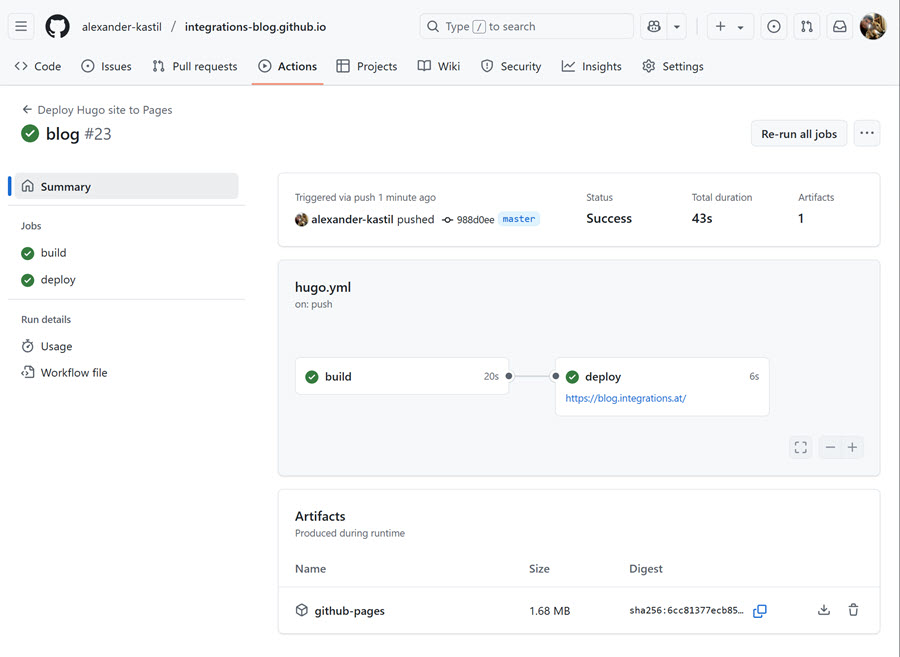 alexander-kastil / integrations-blog.github.io
Type / to search
Code Issues Pull requests Actions Projects Wiki Security Insights Settings
Deploy Hugo site to Pages
blog #23
Re-run all jobs
Summary
Jobs
build
deploy
Run details
Usage
Workflow file
Triggered via push 1 minute ago
alexander-kastil pushed 988d0ee master
Status
Success
Total duration
43s
Artifacts
1
hugo.yml
on: push
build 20s
deploy 6s
https://blog.integrations.at/
Artifacts
Produced during runtime
Name Size Digest
github-pages 1.68 MB sha256:6cc81377ecb85…